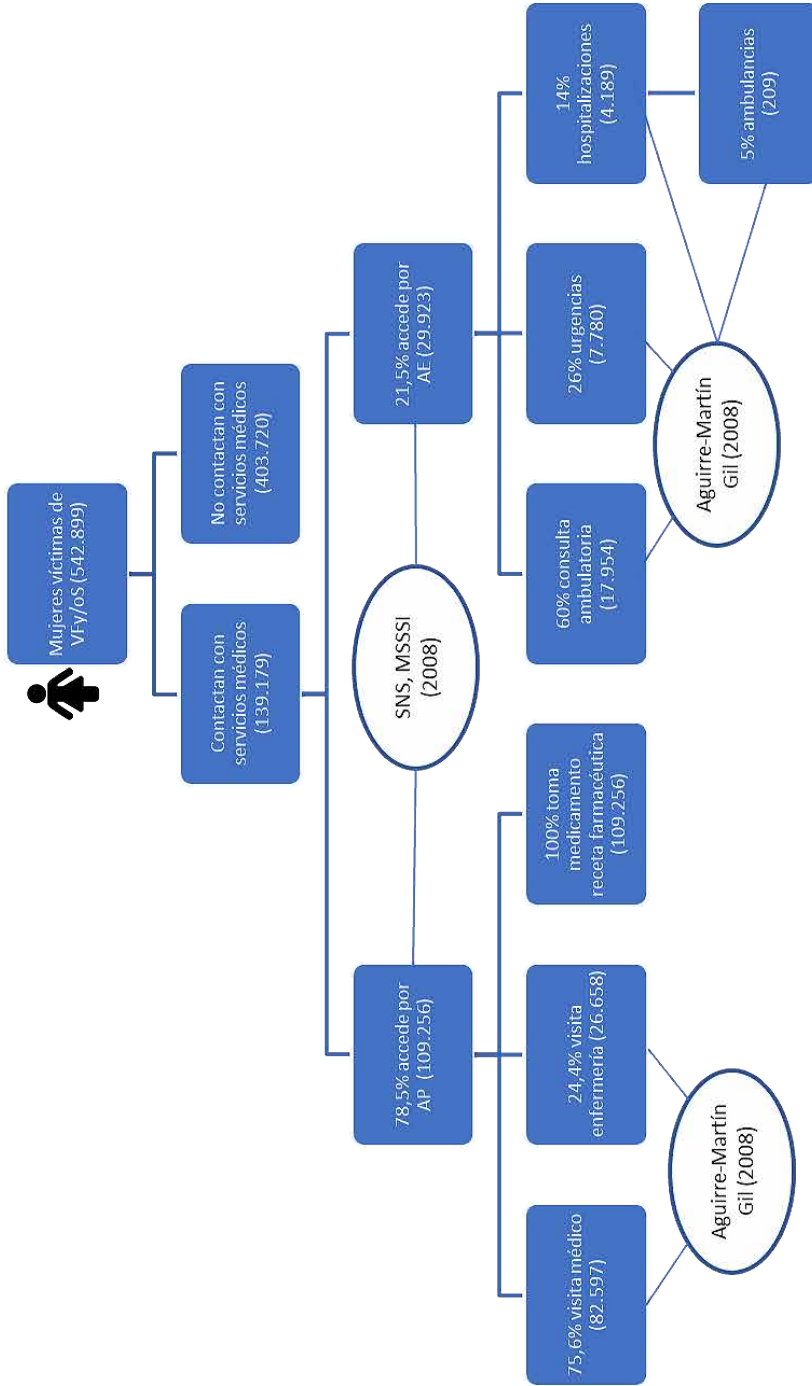 Mujeres víctimas de
VFy/oS (542.899)
Contactan con
servicios médicos
(139.179)
No contactan con
servicios médicos
(403.720)
78,5% accede por
AP (109.256)
SNS, MSSSI
(2008)
21,5% accede por
AE (29.923)
75,6% visita médico
(82.597)
24,4% visita
enfermería (26.658)
100% toma
medicamento
receta farmacéutica
(109.256)
60% consulta
ambulatoria
(17.954)
26% urgencias
(7.780)
14%
hospitalizaciones
(4.189)
Aguirre-Martín
Gil (2008)
Aguirre-Martín
Gil (2008)
5% ambulancias
(209)